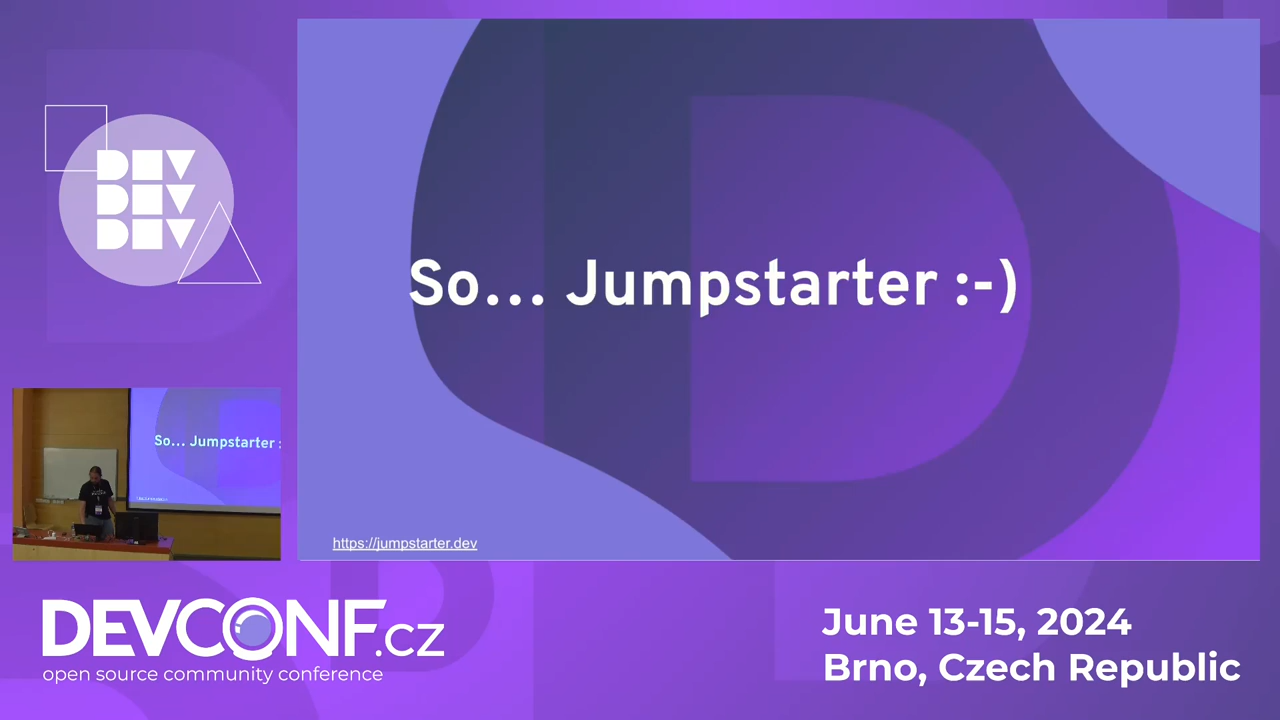 DEV
DEV
DEV
So... Jumpstarter :-)
https://jumpstarter.dev
So... Jumpstarter :
DEVCONF.cz
open source community conference
June 13-15, 2024
Brno, Czech Republic